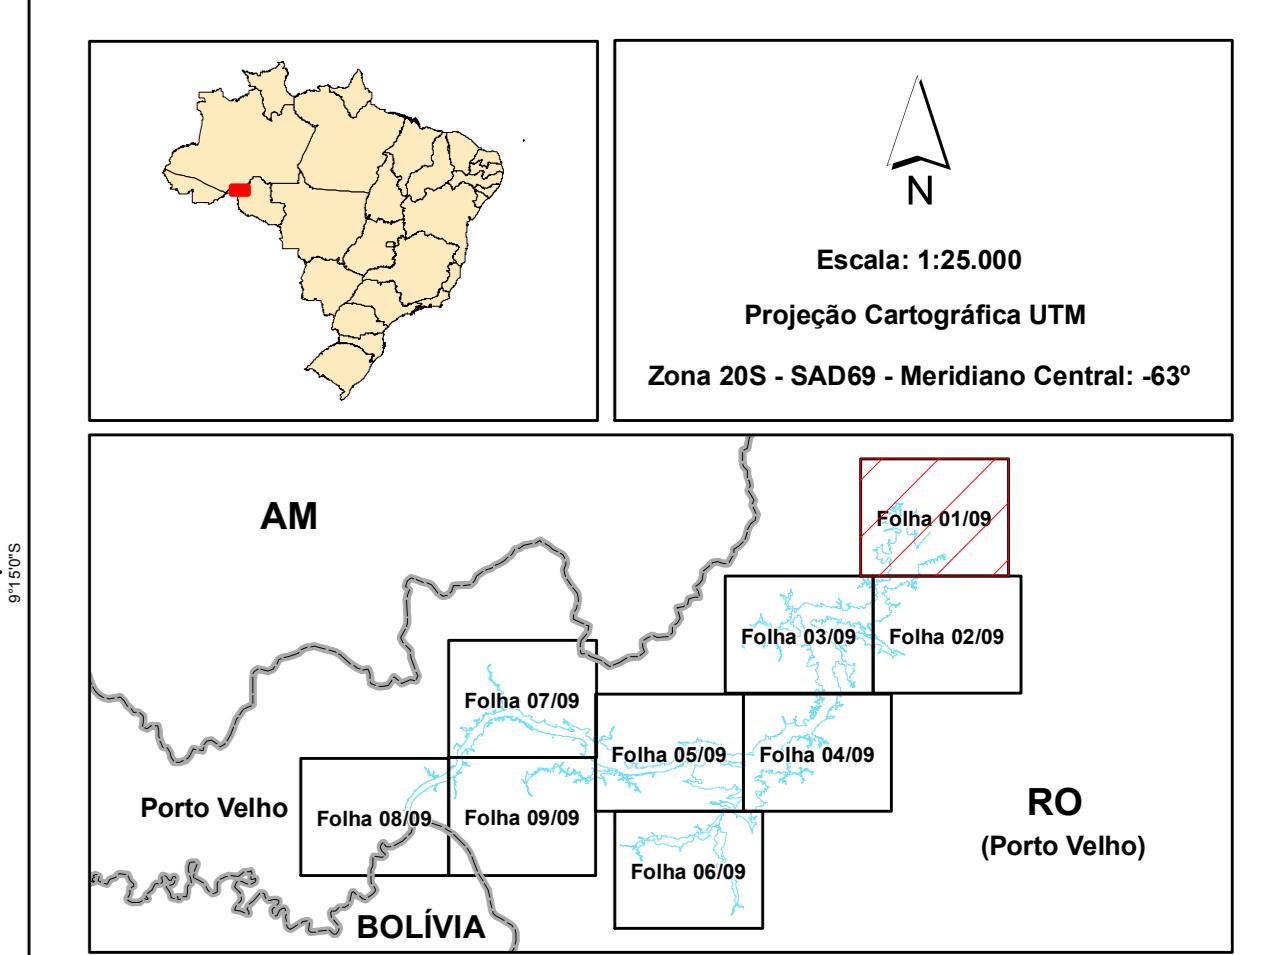 N
Escala: 1:25.000
Projeção Cartográfica UTM
Zona 20S - SAD69 - Meridiano Central: -63º
9°15'0"S
AM
Folha 01/09
Folha 03/09
Folha 02/09
Folha 07/09
Folha 05/09
Folha 04/09
Porto Velho
Folha 08/09
Folha 09/09
RO
(Porto Velho)
Folha 06/09
BOLÍVIA